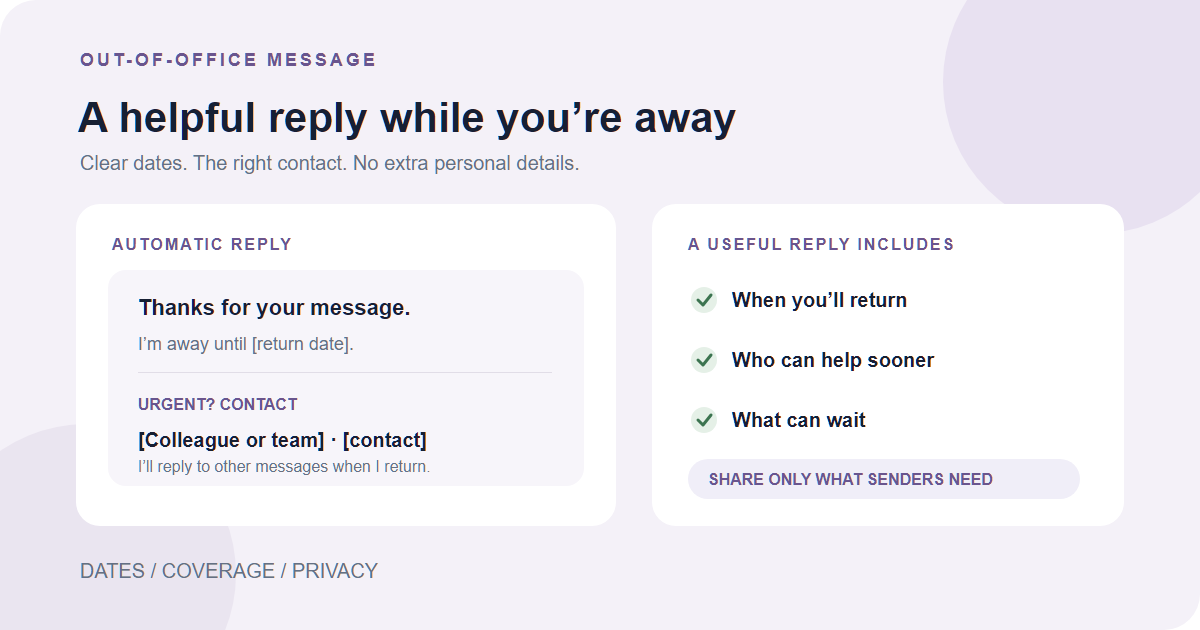 OUT-OF-OFFICE MESSAGE
A helpful reply while you’re away
Clear dates. The right contact. No extra personal details.
AUTOMATIC REPLY
Thanks for your message.
I’m away until [return date].
URGENT? CONTACT
[Colleague or team] · [contact]
I’ll reply to other messages when I return.
A USEFUL REPLY INCLUDES
When you’ll return
Who can help sooner
What can wait
SHARE ONLY WHAT SENDERS NEED
DATES / COVERAGE / PRIVACY